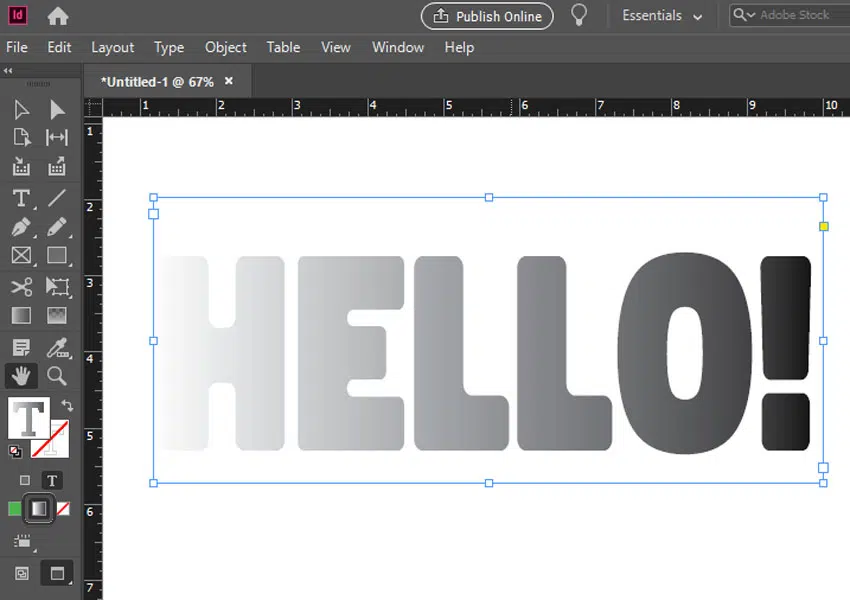 Id
Publish Online
Essentials
Adobe Stock
File Edit Layout Type Object Table View Window Help
*Untitled-1 @ 67% ×
1 2 3 4 5 6 7 8 9 10
1
2
3
4
5
6
7
HELLO!
T
T
T